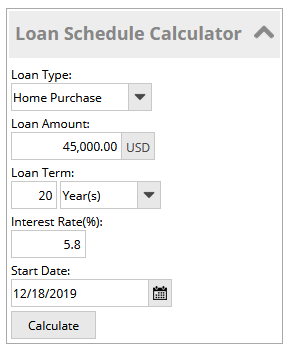 Loan Schedule Calculator
Loan Type:
Home Purchase
Loan Amount:
45,000.00 USD
Loan Term:
20 Year(s)
Interest Rate(%):
5.8
Start Date:
12/18/2019
Calculate